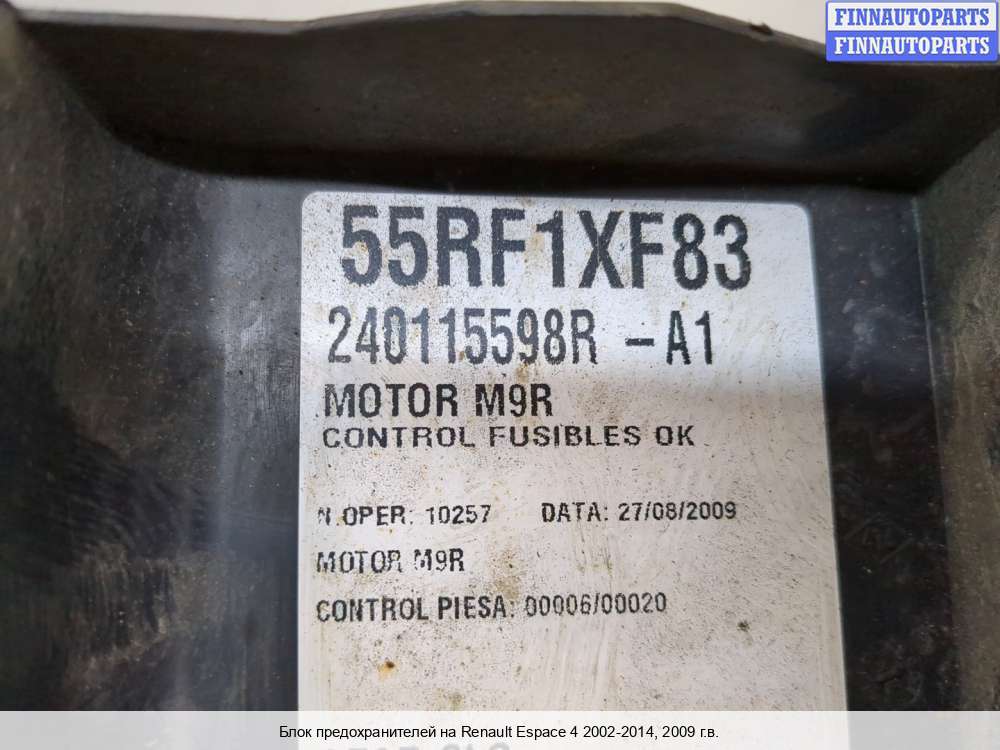 FINNAUTOPARTS
FINNAUTOPARTS
55RF1XF83
240115598R -A1
MOTOR M9R
CONTROL FUSIBLES OK
N.OPER: 10257 DATA: 27/08/2009
MOTOR M9R
CONTROL PIESA: 00006/00020
Блок предохранителей на Renault Espace 4 2002-2014, 2009 г.в.